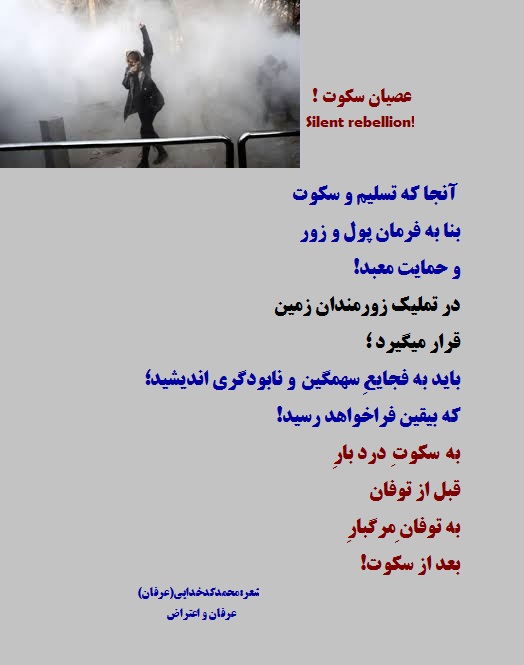 عصیان سکوت !
Silent rebellion!
آنجا که تسلیم و سکوت
بنا به فرمان پول و زور
و حمایت معبد!
در تملیک زورمندان زمین
قرار میگیرد ؛
باید به فجایعِ سهمگین و نابودگری اندیشید؛
که بیقین فراخواهد رسید!
به سکوتِ درد بارِ
قبل از توفان
به توفانِ مرگبارِ
بعد از سکوت!
شعر؛محمدکدخدایی(عرفان)
عرفان و اعتراض